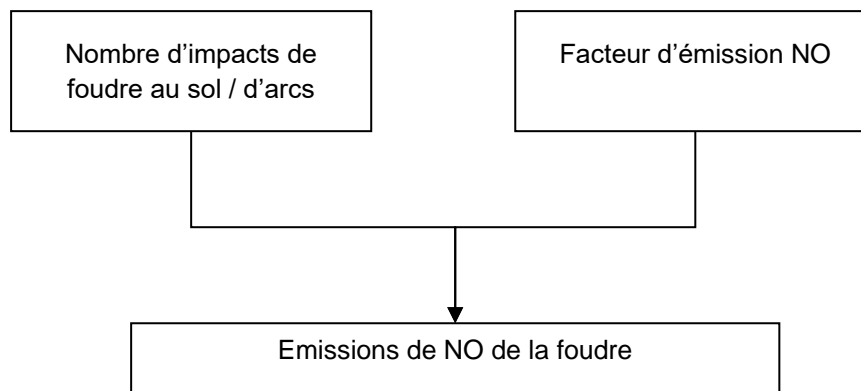 Nombre d’impacts de
foudre au sol / d’arcs
Facteur d’émission NO
Emissions de NO de la foudre